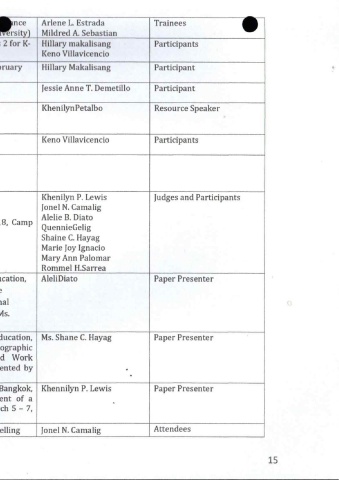 ance Arlene L. Estrada Trainees
versity) Mildred A. Sebastian
2 for K- Hillary makalisang Participants
Keno Villavicencio
bruary Hillary Makalisang Participant
Jessie Anne T. Demetillo Participant
KhenilynPetalbo Resource Speaker
Keno Villavicencio Participants
Khenilyn P. Lewis Judges and Participants
Jonel N. Camalig
18, Camp Alelie B. Diato
QuennieGelig
Shaine C. Hayag
Marie Joy Ignacio
Mary Ann Palomar
Rommel H.Sarrea
ucation, AleliDiato Paper Presenter
e
nal
Ms.
ducation, Ms. Shane C. Hayag Paper Presenter
ographic
d Work
ented by
Bangkok, Khennilyn P. Lewis Paper Presenter
ent of a
ch 5 – 7,
elling Jonel N. Camalig Attendees
15